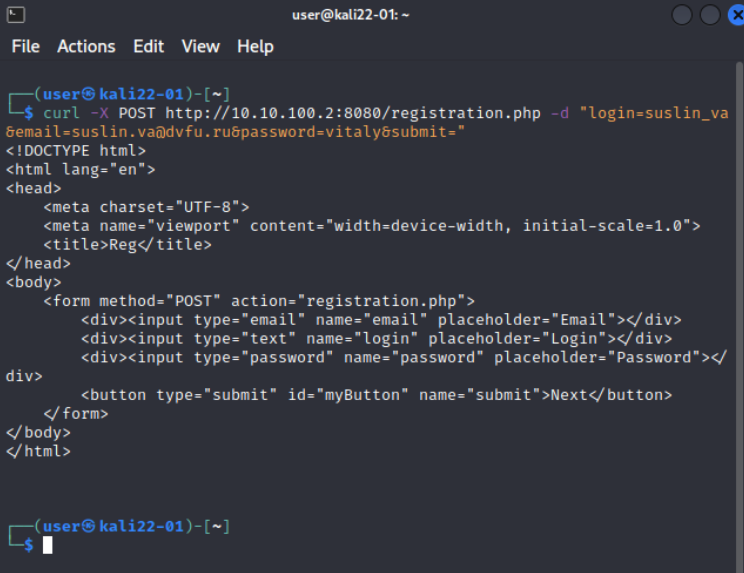 user@kali22-01: ~
File Actions Edit View Help
┌──(user㉿kali22-01)-[~]
└─$ curl -X POST http://10.10.100.2:8080/registration.php -d "login=suslin_va
&email=suslin.va@dvfu.ru&password=vitaly&submit="
<!DOCTYPE html>
<html lang="en">
<head>
    <meta charset="UTF-8">
    <meta name="viewport" content="width=device-width, initial-scale=1.0">
    <title>Reg</title>
</head>
<body>
    <form method="POST" action="registration.php">
        <div><input type="email" name="email" placeholder="Email"></div>
        <div><input type="text" name="login" placeholder="Login"></div>
        <div><input type="password" name="password" placeholder="Password"></
div>
        <button type="submit" id="myButton" name="submit">Next</button>
    </form>
</body>
</html>
┌──(user㉿kali22-01)-[~]
└─$